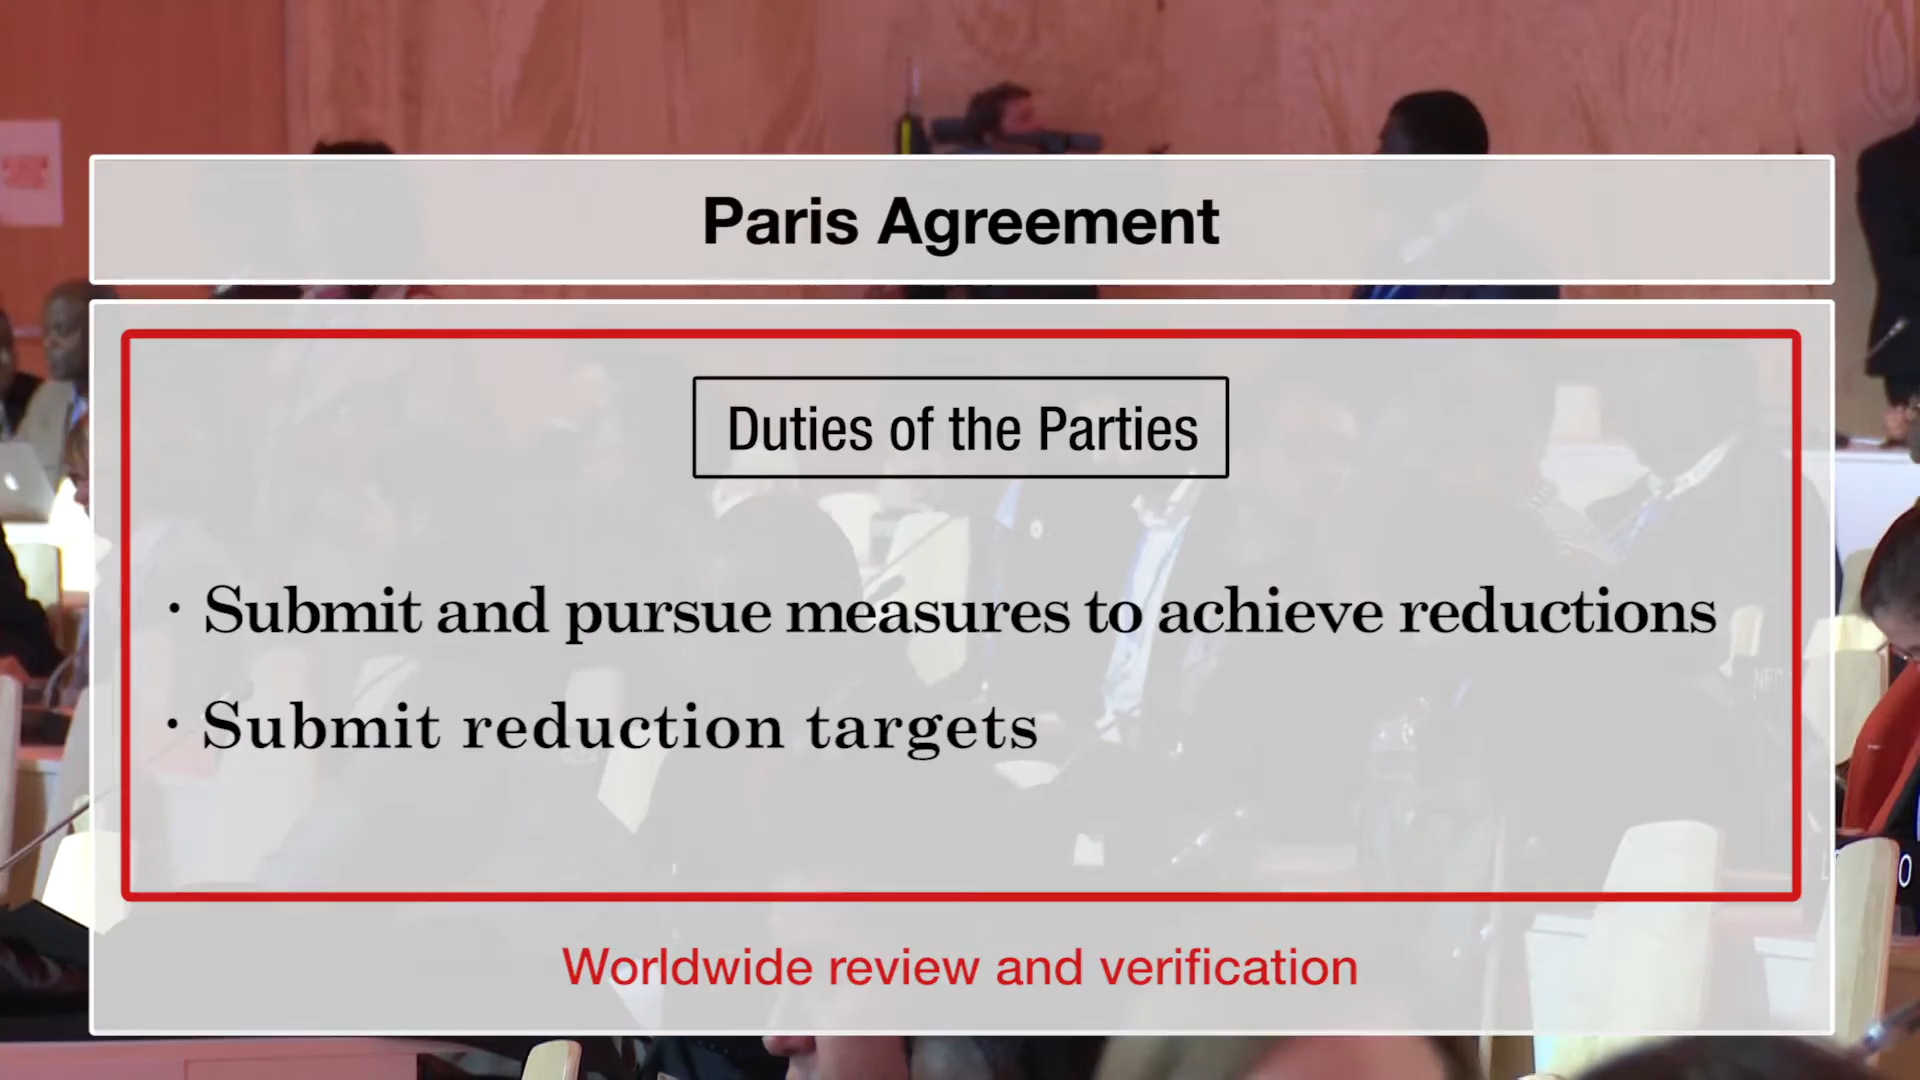 Paris Agreement
Duties of the Parties
· Submit and pursue measures to achieve reductions
· Submit reduction targets
Worldwide review and verification